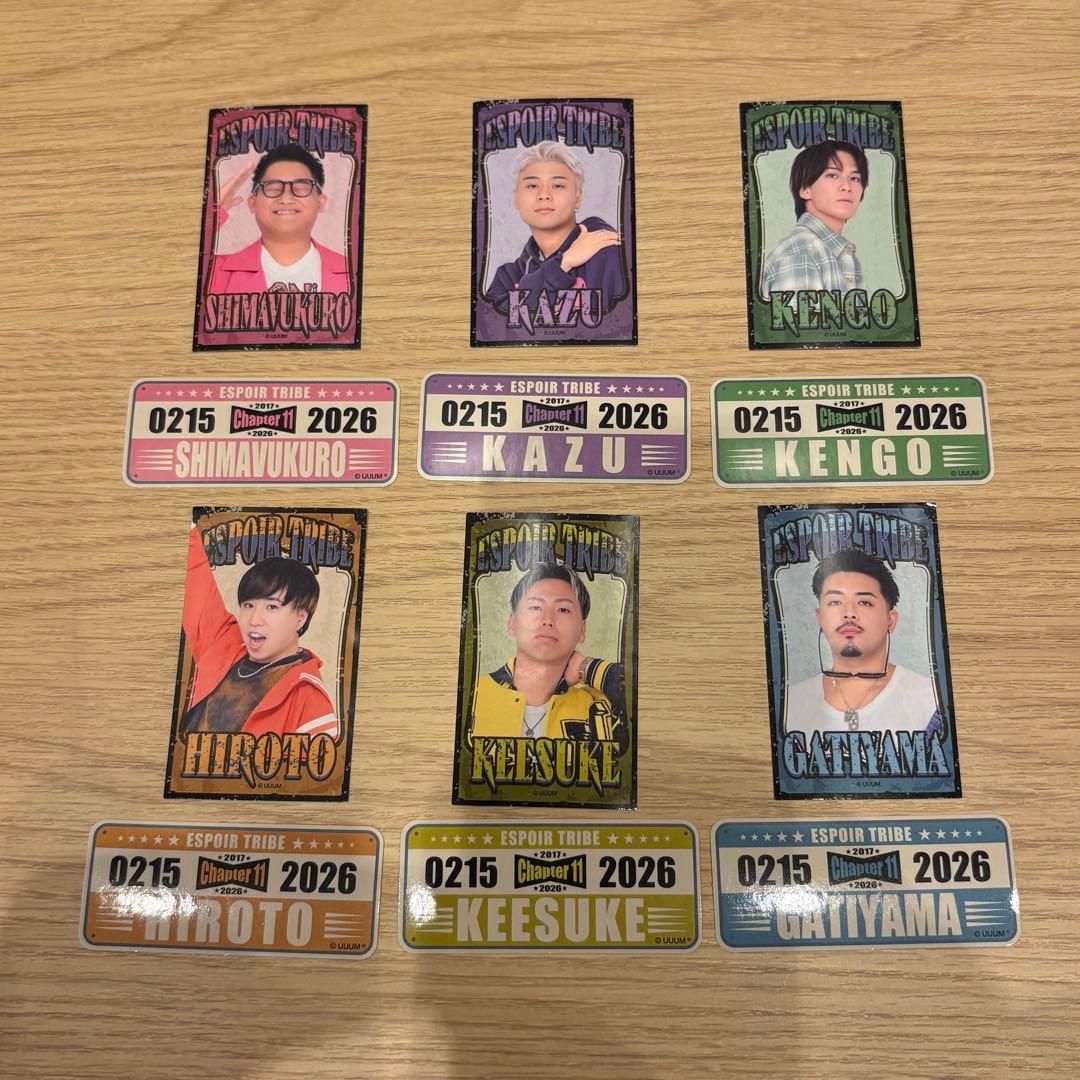 ESPOIR TRIBE
SHIMAVUKURO
© UUUM
ESPOIR TRIBE
KAZU
© UUUM
ESPOIR TRIBE
KENGO
© UUUM
★★★★★ ESPOIR TRIBE ★★★★★
★2017★
0215 Chapter 11 2026
★2026★
SHIMAVUKURO
© UUUM
★★★★★ ESPOIR TRIBE ★★★★★
★2017★
0215 Chapter 11 2026
★2026★
KAZU
© UUUM
★★★★★ ESPOIR TRIBE ★★★★★
★2017★
0215 Chapter 11 2026
★2026★
KENGO
© UUUM
ESPOIR TRIBE
HIROTO
© UUUM
ESPOIR TRIBE
KEESUKE
© UUUM
ESPOIR TRIBE
GATIYAMA
© UUUM
★★★★★ ESPOIR TRIBE ★★★★★
★2017★
0215 Chapter 11 2026
★2026★
HIROTO
© UUUM
★★★★★ ESPOIR TRIBE ★★★★★
★2017★
0215 Chapter 11 2026
★2026★
KEESUKE
© UUUM
★★★★★ ESPOIR TRIBE ★★★★★
★2017★
0215 Chapter 11 2026
★2026★
GATIYAMA
© UUUM